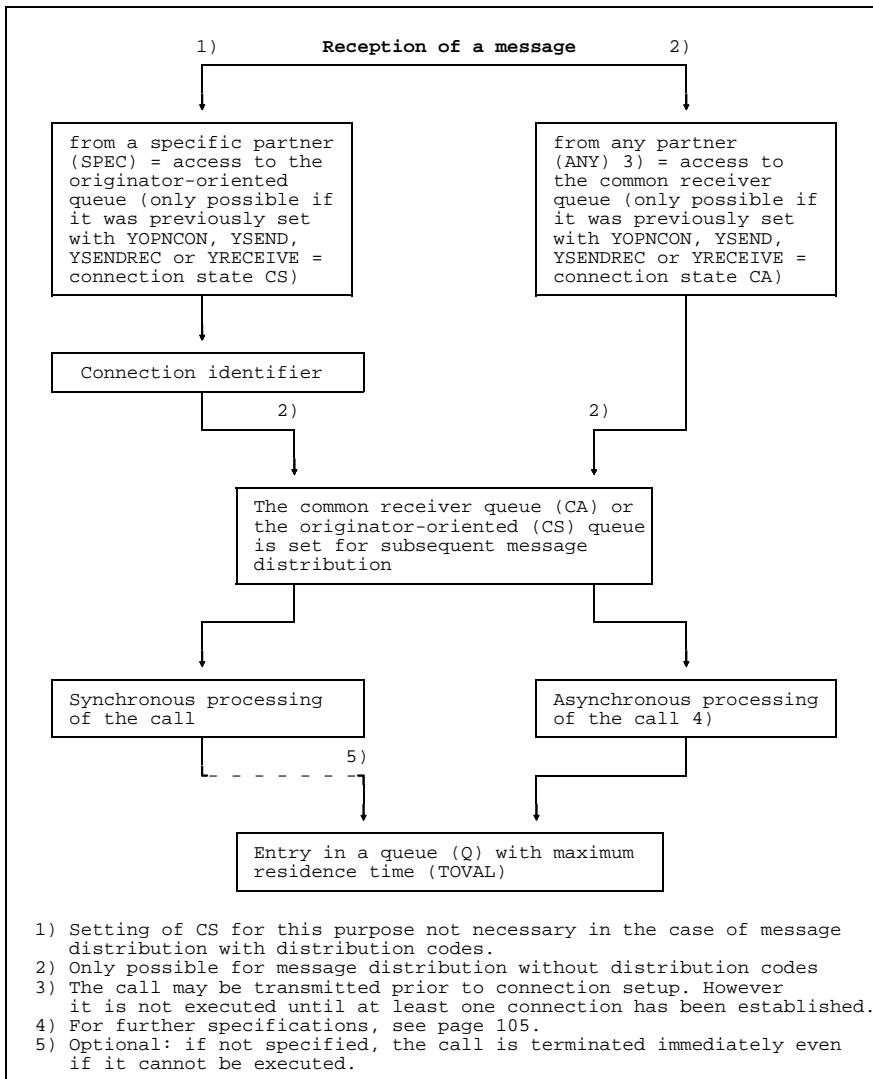 1) Reception of a message 2)
from a specific partner
(SPEC) = access to the
originator-oriented
queue (only possible if
it was previously set
with YOPNCON, YSEND,
YSENDREC or YRECEIVE =
connection state CS)
from any partner
(ANY) 3) = access to
the common receiver
queue (only possible if
it was previously set
with YOPNCON, YSEND,
YSENDREC or YRECEIVE =
connection state CA)
Connection identifier
2) 2)
The common receiver queue (CA) or
the originator-oriented (CS) queue
is set for subsequent message
distribution
Synchronous processing
of the call
Asynchronous processing
of the call 4)
5)
Entry in a queue (Q) with maximum
residence time (TOVAL)
1) Setting of CS for this purpose not necessary in the case of message
distribution with distribution codes.
2) Only possible for message distribution without distribution codes
3) The call may be transmitted prior to connection setup. However
it is not executed until at least one connection has been established.
4) For further specifications, see page 105.
5) Optional: if not specified, the call is terminated immediately even
if it cannot be executed.